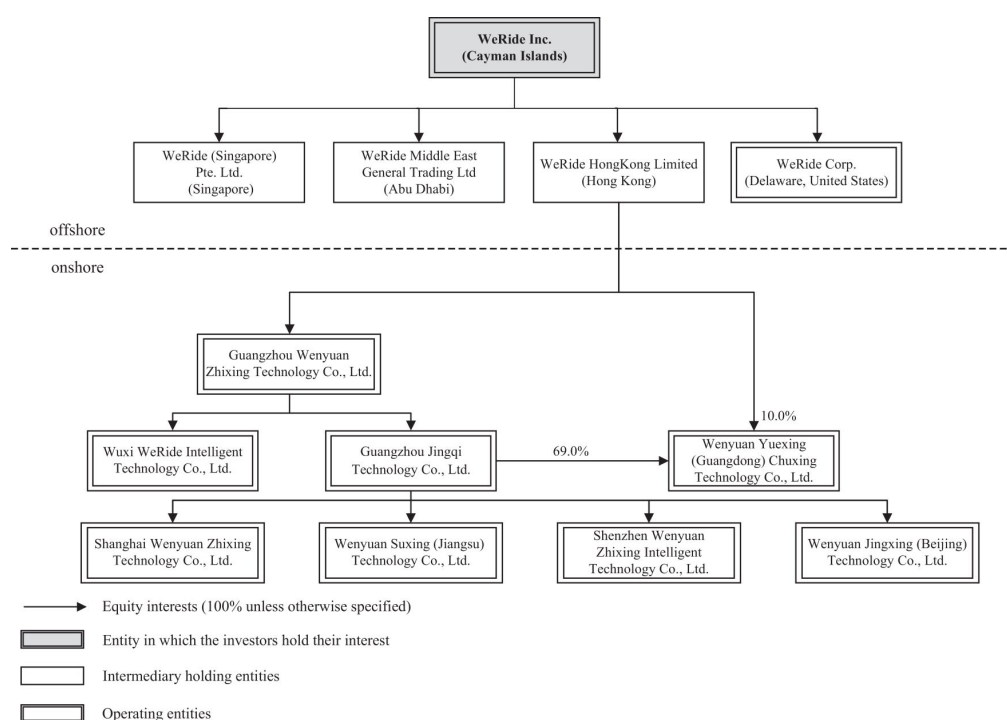 WeRide Inc.
(Cayman Islands)
WeRide (Singapore)
Pte. Ltd.
(Singapore)
WeRide Middle East
General Trading Ltd
(Abu Dhabi)
WeRide HongKong Limited
(Hong Kong)
WeRide Corp.
(Delaware, United States)
offshore
onshore
Guangzhou Wenyuan
Zhixing Technology Co., Ltd.
10.0%
Wuxi WeRide Intelligent
Technology Co., Ltd.
Guangzhou Jingqi
Technology Co., Ltd.
69.0%
Wenyuan Yuexing
(Guangdong) Chuxing
Technology Co., Ltd.
Shanghai Wenyuan Zhixing
Technology Co., Ltd.
Wenyuan Suxing (Jiangsu)
Technology Co., Ltd.
Shenzhen Wenyuan
Zhixing Intelligent
Technology Co., Ltd.
Wenyuan Jingxing (Beijing)
Technology Co., Ltd.
Equity interests (100% unless otherwise specified)
Entity in which the investors hold their interest
Intermediary holding entities
Operating entities